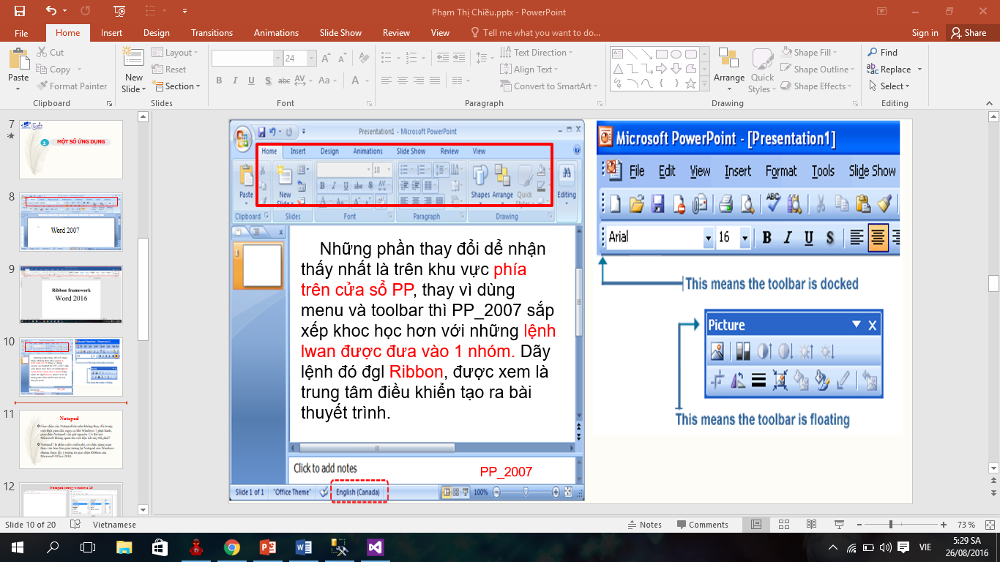 Phạm Thị Chiều.pptx - PowerPoint
File Home Insert Design Transitions Animations Slide Show Review View Tell me what you want to do... Sign in Share
Paste
Cut
Copy
Format Painter
Clipboard
New Slide
Layout
Reset
Section
Slides
24
B I U S abc AV Aa A
Font
Text Direction
Align Text
Convert to SmartArt
Paragraph
Arrange
Quick Styles
Shape Fill
Shape Outline
Shape Effects
Drawing
Find
Replace
Select
Editing
7
2 MỘT SỐ ỨNG DỤNG
8
Word 2007
9
Ribbon framework
Word 2016
10
11
Notepad
12
Presentation1 - Microsoft PowerPoint
Home Insert Design Animations Slide Show Review View
18
Paste New Slide Shapes Arrange Quick Editing
Clipboard Slides Font Paragraph Drawing
1
Những phần thay đổi dể nhận
thấy nhất là trên khu vực phía
trên cửa sổ PP, thay vì dùng
menu và toolbar thì PP_2007 sắp
xếp khoc học hơn với những lệnh
lwan được đưa vào 1 nhóm. Dãy
lệnh đó đgl Ribbon, được xem là
trung tâm điều khiển tạo ra bài
thuyết trình.
Click to add notes
PP_2007
Slide 1 of 1 "Office Theme" English (Canada) 100%
Microsoft PowerPoint - [Presentation1]
File Edit View Insert Format Tools Slide Show
Arial 16 B I U S
This means the toolbar is docked
Picture
This means the toolbar is floating
Slide 10 of 20 Vietnamese Notes Comments 73 %
VIE
5:29 SA
26/08/2016